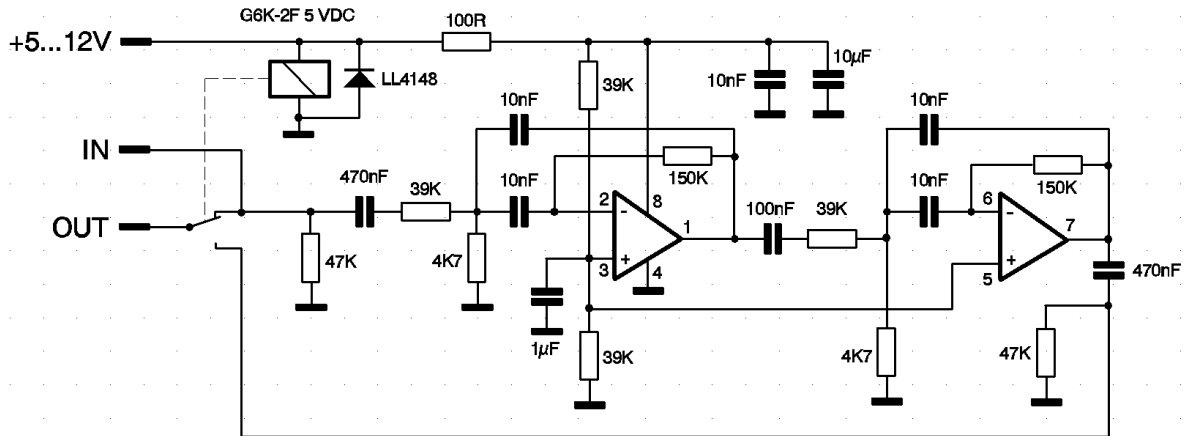 G6K-2F 5 VDC
+5...12V
100R
LL4148
39K
10nF
10µF
10nF
10nF
IN
150K
470nF
39K
10nF
2
8
100nF
39K
10nF
6
150K
OUT
-
1
-
7
47K
4K7
3
+
4
+
5
470nF
1µF
39K
4K7
47K